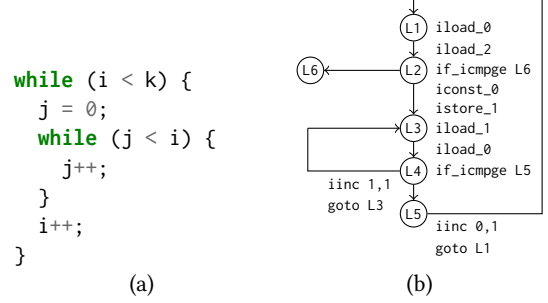 while (i < k) {
j = 0;
while (j < i) {
j++;
}
i++;
}
(a)
L1 iload_0
iload_2
L6 L2 if_icmpge L6
iconst_0
istore_1
L3 iload_1
iload_0
L4 if_icmpge L5
iinc 1,1
goto L3
L5
iinc 0,1
goto L1
(b)